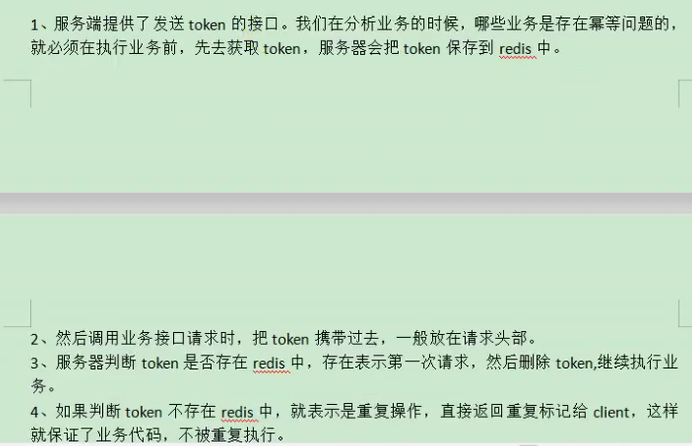 1、服务端提供了发送 token 的接口。我们在分析业务的时候，哪些业务是存在幂等问题的，
就必须在执行业务前，先去获取 token，服务器会把 token 保存到 redis 中。
2、然后调用业务接口请求时，把 token 携带过去，一般放在请求头部。
3、服务器判断 token 是否存在 redis 中，存在表示第一次请求，然后删除 token,继续执行业
务。
4、如果判断 token 不存在 redis 中，就表示是重复操作，直接返回重复标记给 client，这样
就保证了业务代码，不被重复执行。